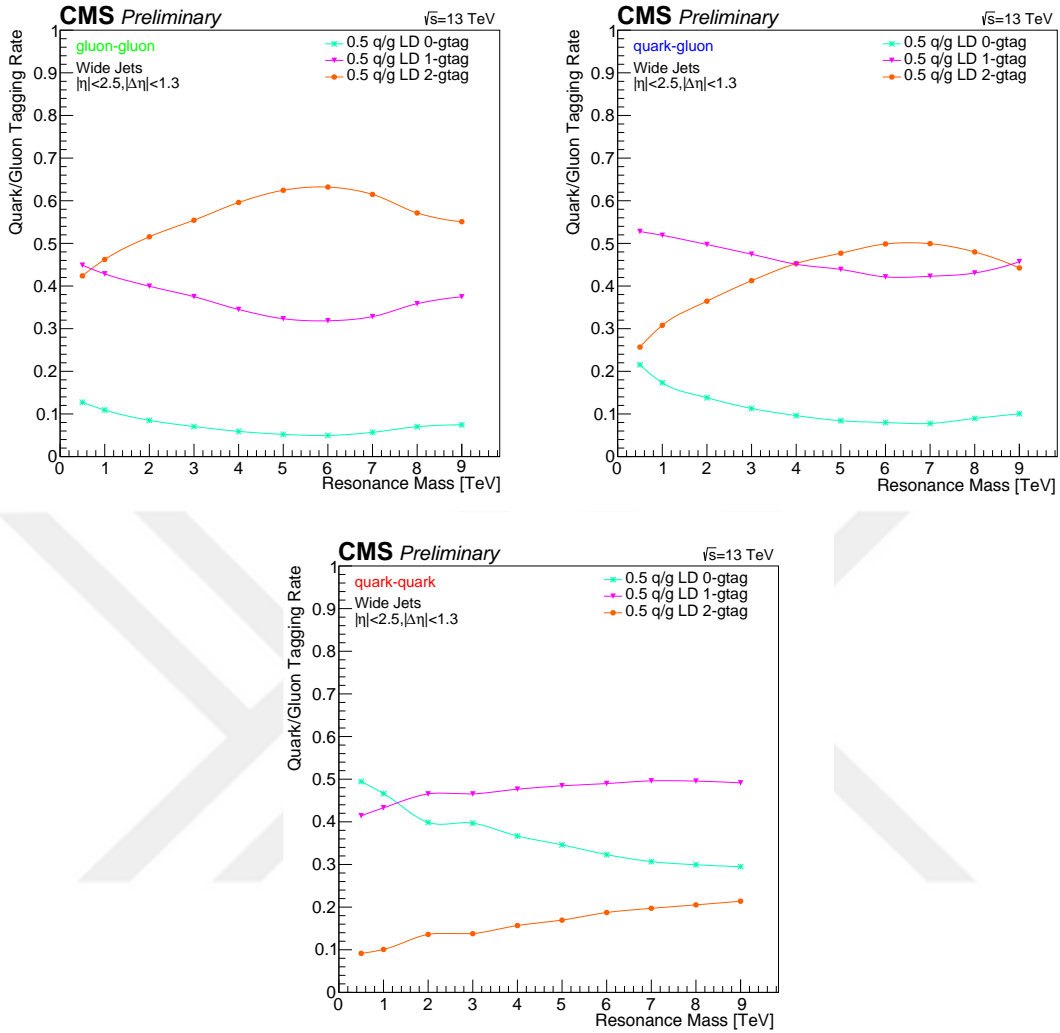 CMS Preliminary √s=13 TeV
gluon-gluon
Wide Jets
|η|<2.5,|Δη|<1.3
0.5 q/g LD 0-gtag
0.5 q/g LD 1-gtag
0.5 q/g LD 2-gtag
Quark/Gluon Tagging Rate
1
0.9
0.8
0.7
0.6
0.5
0.4
0.3
0.2
0.1
0
0 1 2 3 4 5 6 7 8 9
Resonance Mass [TeV]
CMS Preliminary √s=13 TeV
quark-gluon
Wide Jets
|η|<2.5,|Δη|<1.3
0.5 q/g LD 0-gtag
0.5 q/g LD 1-gtag
0.5 q/g LD 2-gtag
Quark/Gluon Tagging Rate
1
0.9
0.8
0.7
0.6
0.5
0.4
0.3
0.2
0.1
0
0 1 2 3 4 5 6 7 8 9
Resonance Mass [TeV]
CMS Preliminary √s=13 TeV
quark-quark
Wide Jets
|η|<2.5,|Δη|<1.3
0.5 q/g LD 0-gtag
0.5 q/g LD 1-gtag
0.5 q/g LD 2-gtag
Quark/Gluon Tagging Rate
1
0.9
0.8
0.7
0.6
0.5
0.4
0.3
0.2
0.1
0
0 1 2 3 4 5 6 7 8 9
Resonance Mass [TeV]